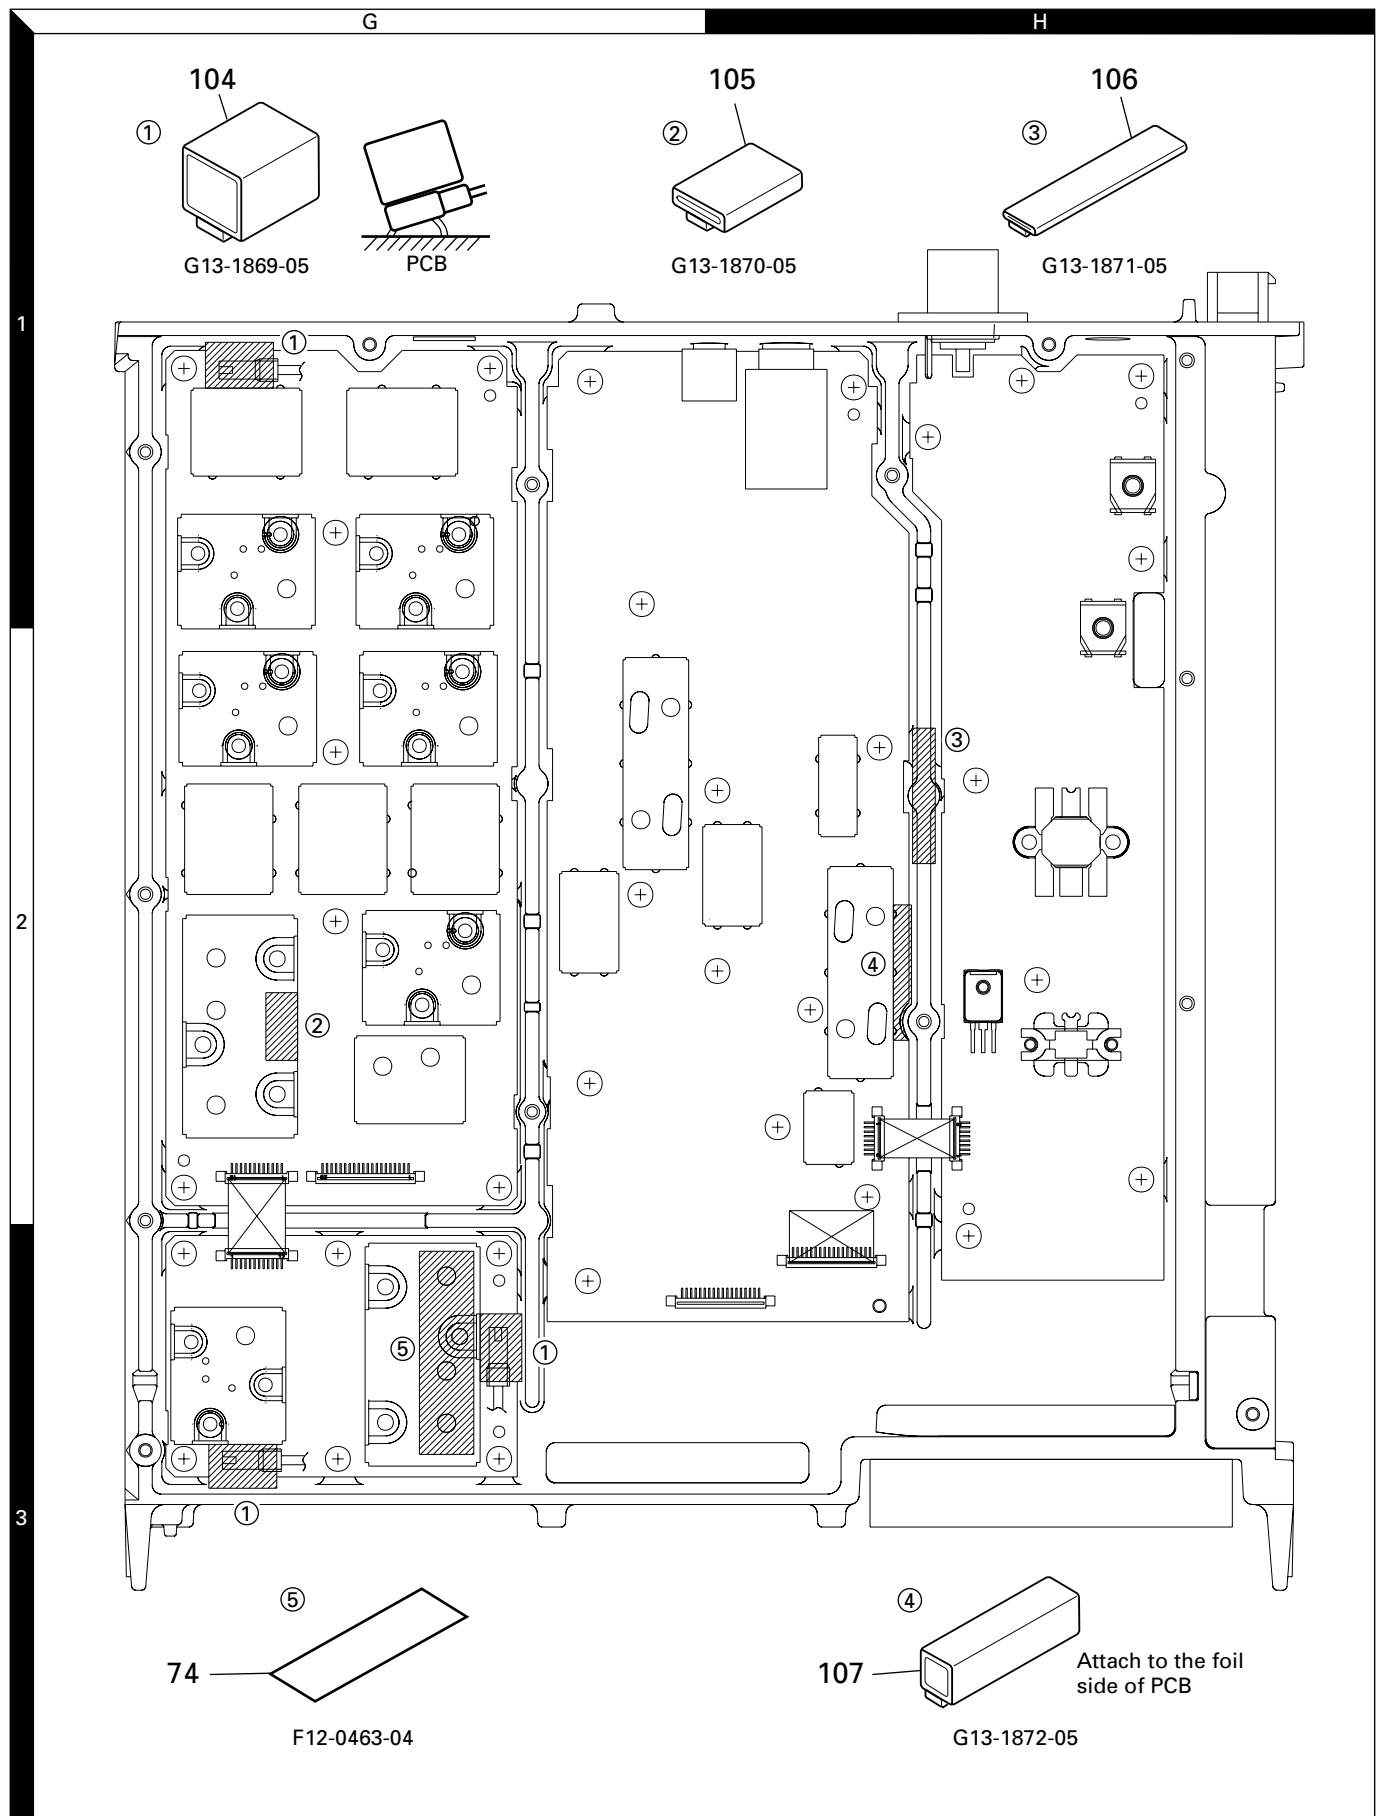 G
H
104
105
106
①
②
③
G13-1869-05
PCB
G13-1870-05
G13-1871-05
1
①
③
2
④
②
⑤
①
3
①
⑤
④
74
107
Attach to the foil
side of PCB
F12-0463-04
G13-1872-05